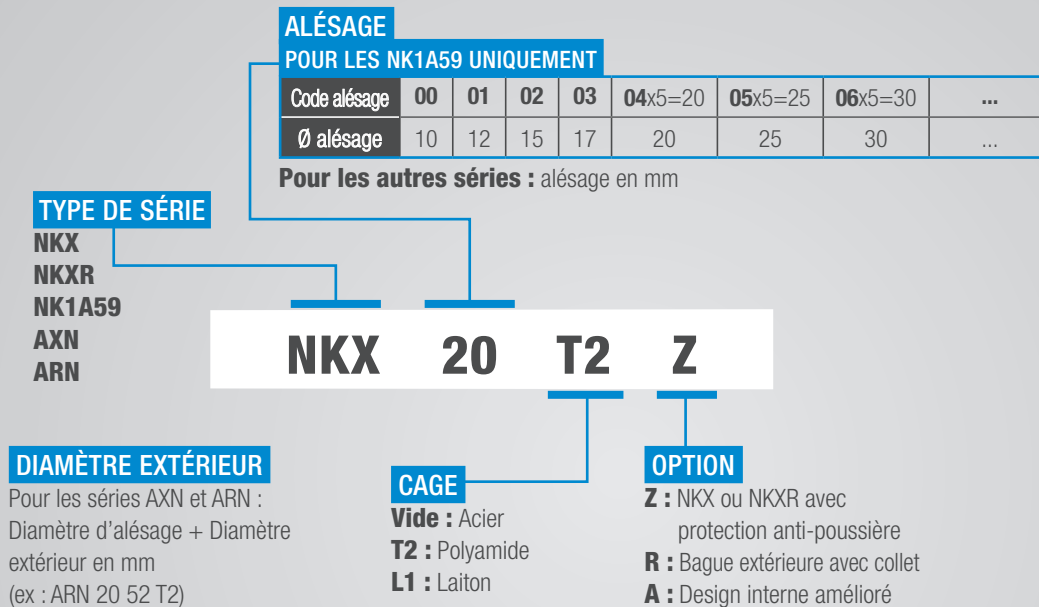 ALÉSAGE
POUR LES NK1A59 UNIQUEMENT
Code alésage 00 01 02 03 04x5=20 05x5=25 06x5=30 ...
Ø alésage 10 12 15 17 20 25 30 ...
Pour les autres séries : alésage en mm
TYPE DE SÉRIE
NKX
NKXR
NK1A59
AXN
ARN
NKX 20 T2 Z
DIAMÈTRE EXTÉRIEUR
Pour les séries AXN et ARN :
Diamètre d'alésage + Diamètre
extérieur en mm
(ex : ARN 20 52 T2)
CAGE
Vide : Acier
T2 : Polyamide
L1 : Laiton
OPTION
Z : NKX ou NKXR avec
protection anti-poussière
R : Bague extérieure avec collet
A : Design interne amélioré